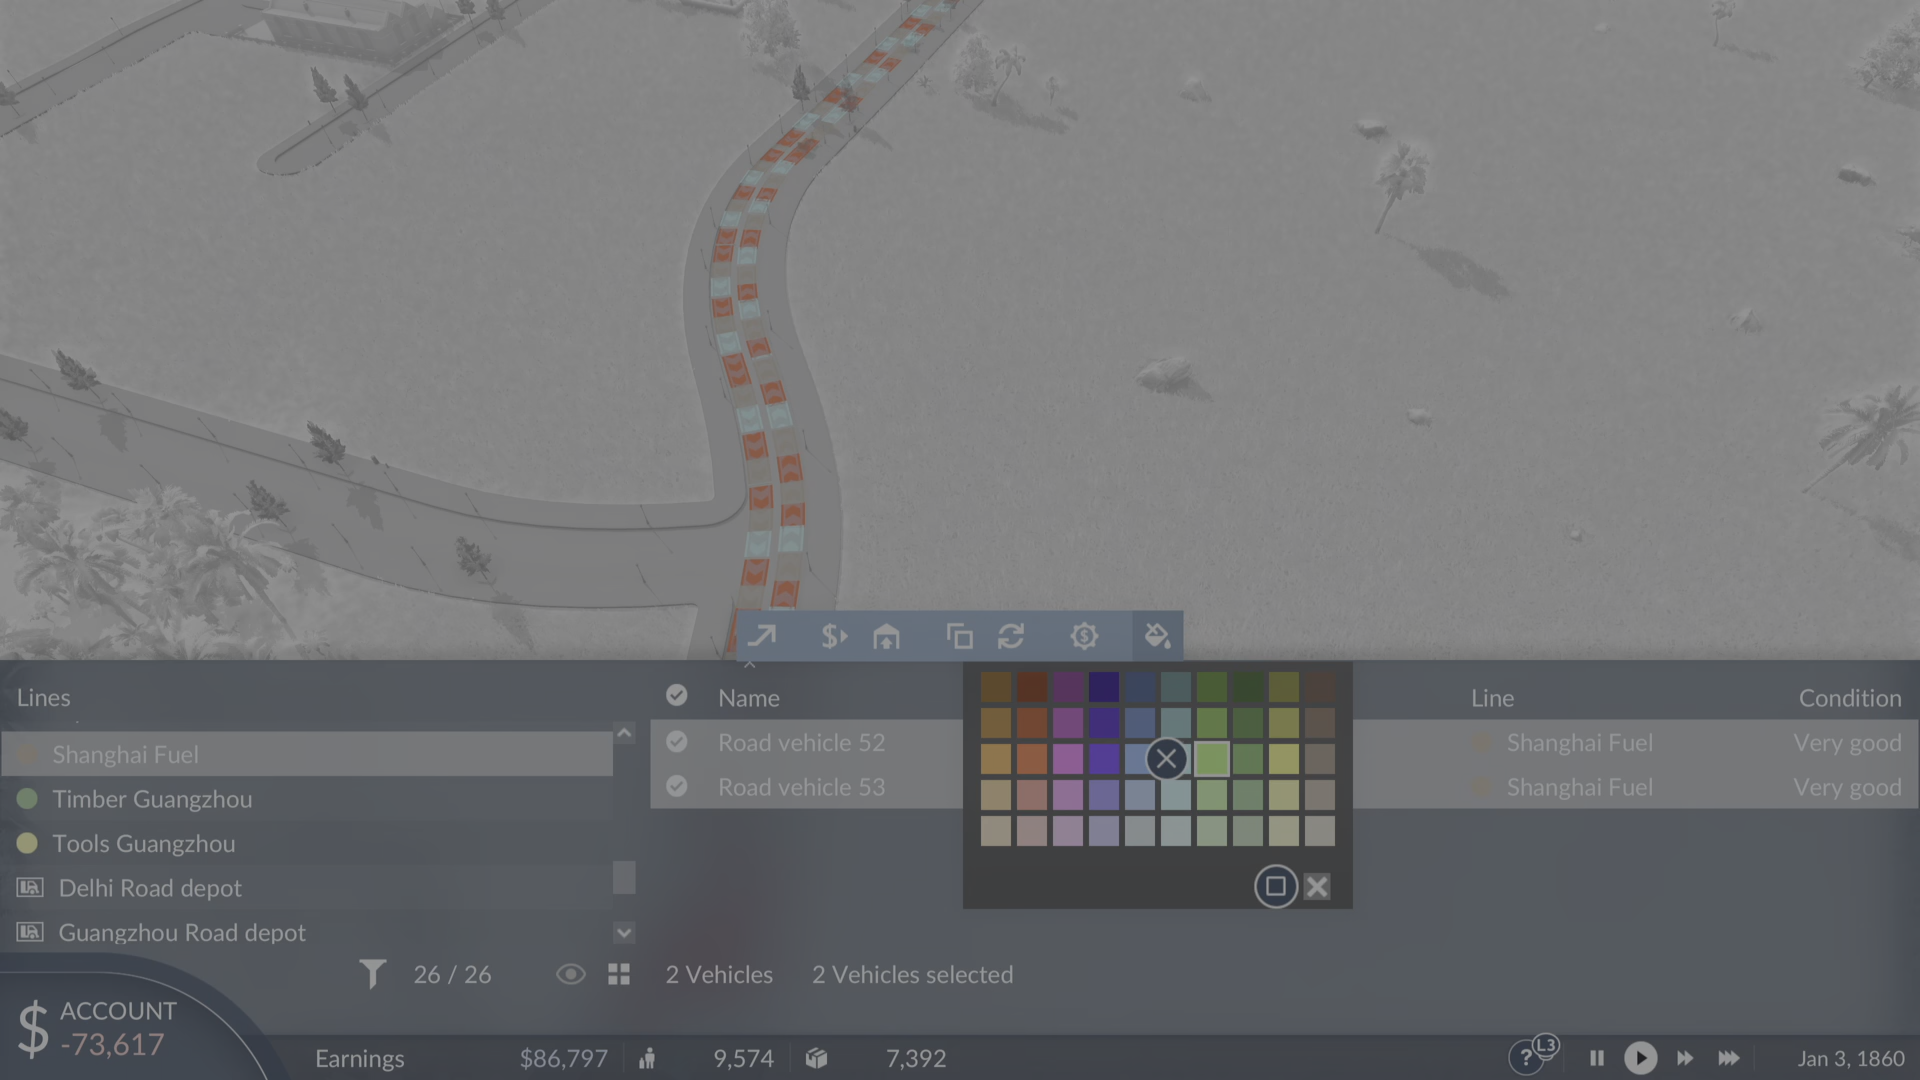 Lines
Name
Line
Condition
Shanghai Fuel
Road vehicle 52
Shanghai Fuel
Very good
Timber Guangzhou
Road vehicle 53
Shanghai Fuel
Very good
Tools Guangzhou
Delhi Road depot
Guangzhou Road depot
26 / 26
2 Vehicles
2 Vehicles selected
$ ACCOUNT
-73,617
Earnings
$86,797
9,574
7,392
?
L3
Jan 3, 1860